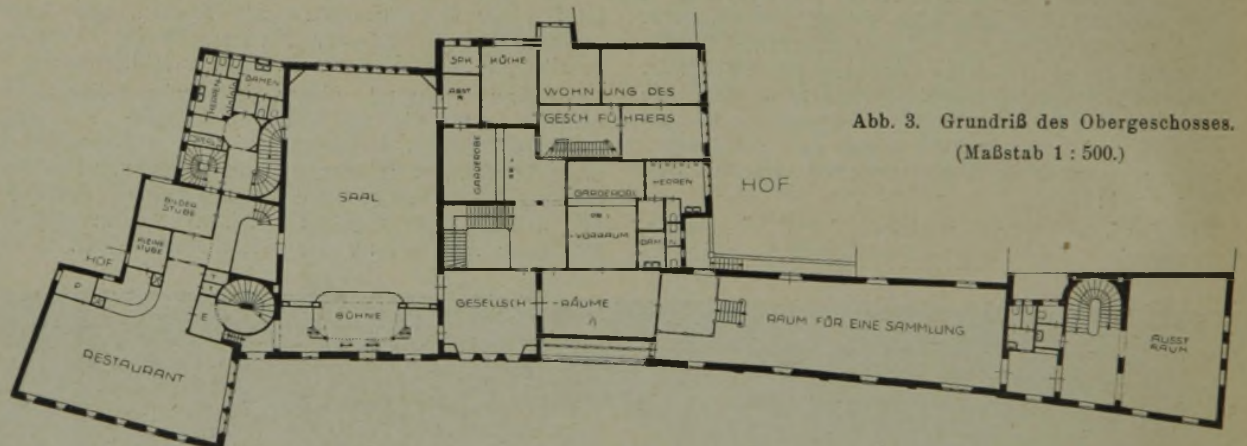 Abb. 3. Grundriß des Obergeschosses.
(Maßstab 1 : 500.)
SPK
KÜCHE
WOHNUNG DES
GESCH FÜHRERS
HERREN
DAMEN
GARDEROBE
SAAL
GARDEROBE
HERREN
HOF
VORRAUM
BILDER
STUBE
KLEINE
STUBE
HOF
P
E
RESTAURANT
BÜHNE
GESELLSCH - RÄUME
RAUM FÜR EINE SAMMLUNG
AUSST
RAUM